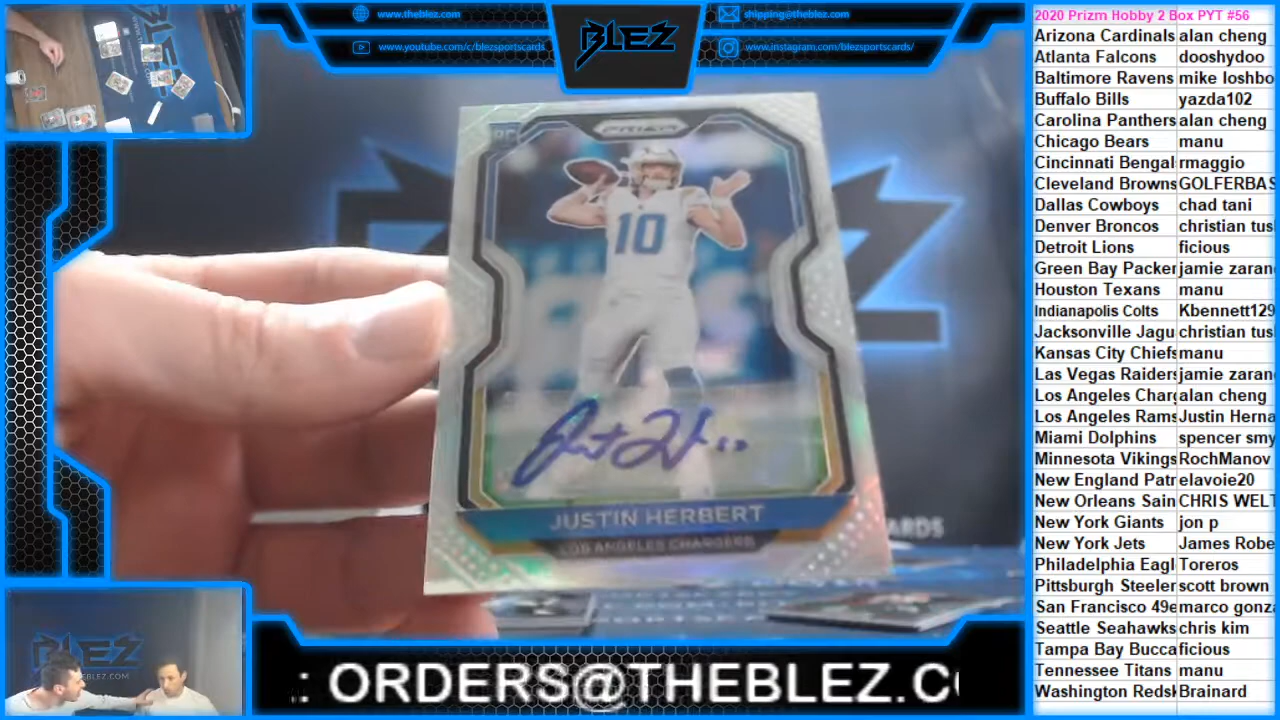 www.theblez.com
shipping@theblez.com
www.youtube.com/c/blezsportscards
www.instagram.com/blezsportscards/
BLEZ
RC
PRIZM
10
JUSTIN HERBERT
LOS ANGELES CHARGERS
ARDS
BLEZ
.COM
.: ORDERS@THEBLEZ.C
2020 Prizm Hobby 2 Box PYT #56
Arizona Cardinals alan cheng
Atlanta Falcons dooshydoo
Baltimore Ravens mike loshbo
Buffalo Bills yazda102
Carolina Panthers alan cheng
Chicago Bears manu
Cincinnati Bengal rmaggio
Cleveland Browns GOLFERBAS
Dallas Cowboys chad tani
Denver Broncos christian tus
Detroit Lions ficious
Green Bay Packer jamie zaran
Houston Texans manu
Indianapolis Colts Kbennett129
Jacksonville Jagu christian tus
Kansas City Chiefs manu
Las Vegas Raiders jamie zaran
Los Angeles Charg alan cheng
Los Angeles Rams Justin Herna
Miami Dolphins spencer smy
Minnesota Vikings RochManov
New England Patr elavoie20
New Orleans Sain CHRIS WELT
New York Giants jon p
New York Jets James Robe
Philadelphia Eagl Toreros
Pittsburgh Steeler scott brown
San Francisco 49e marco gonza
Seattle Seahawks chris kim
Tampa Bay Bucca ficious
Tennessee Titans manu
Washington Redsk Brainard